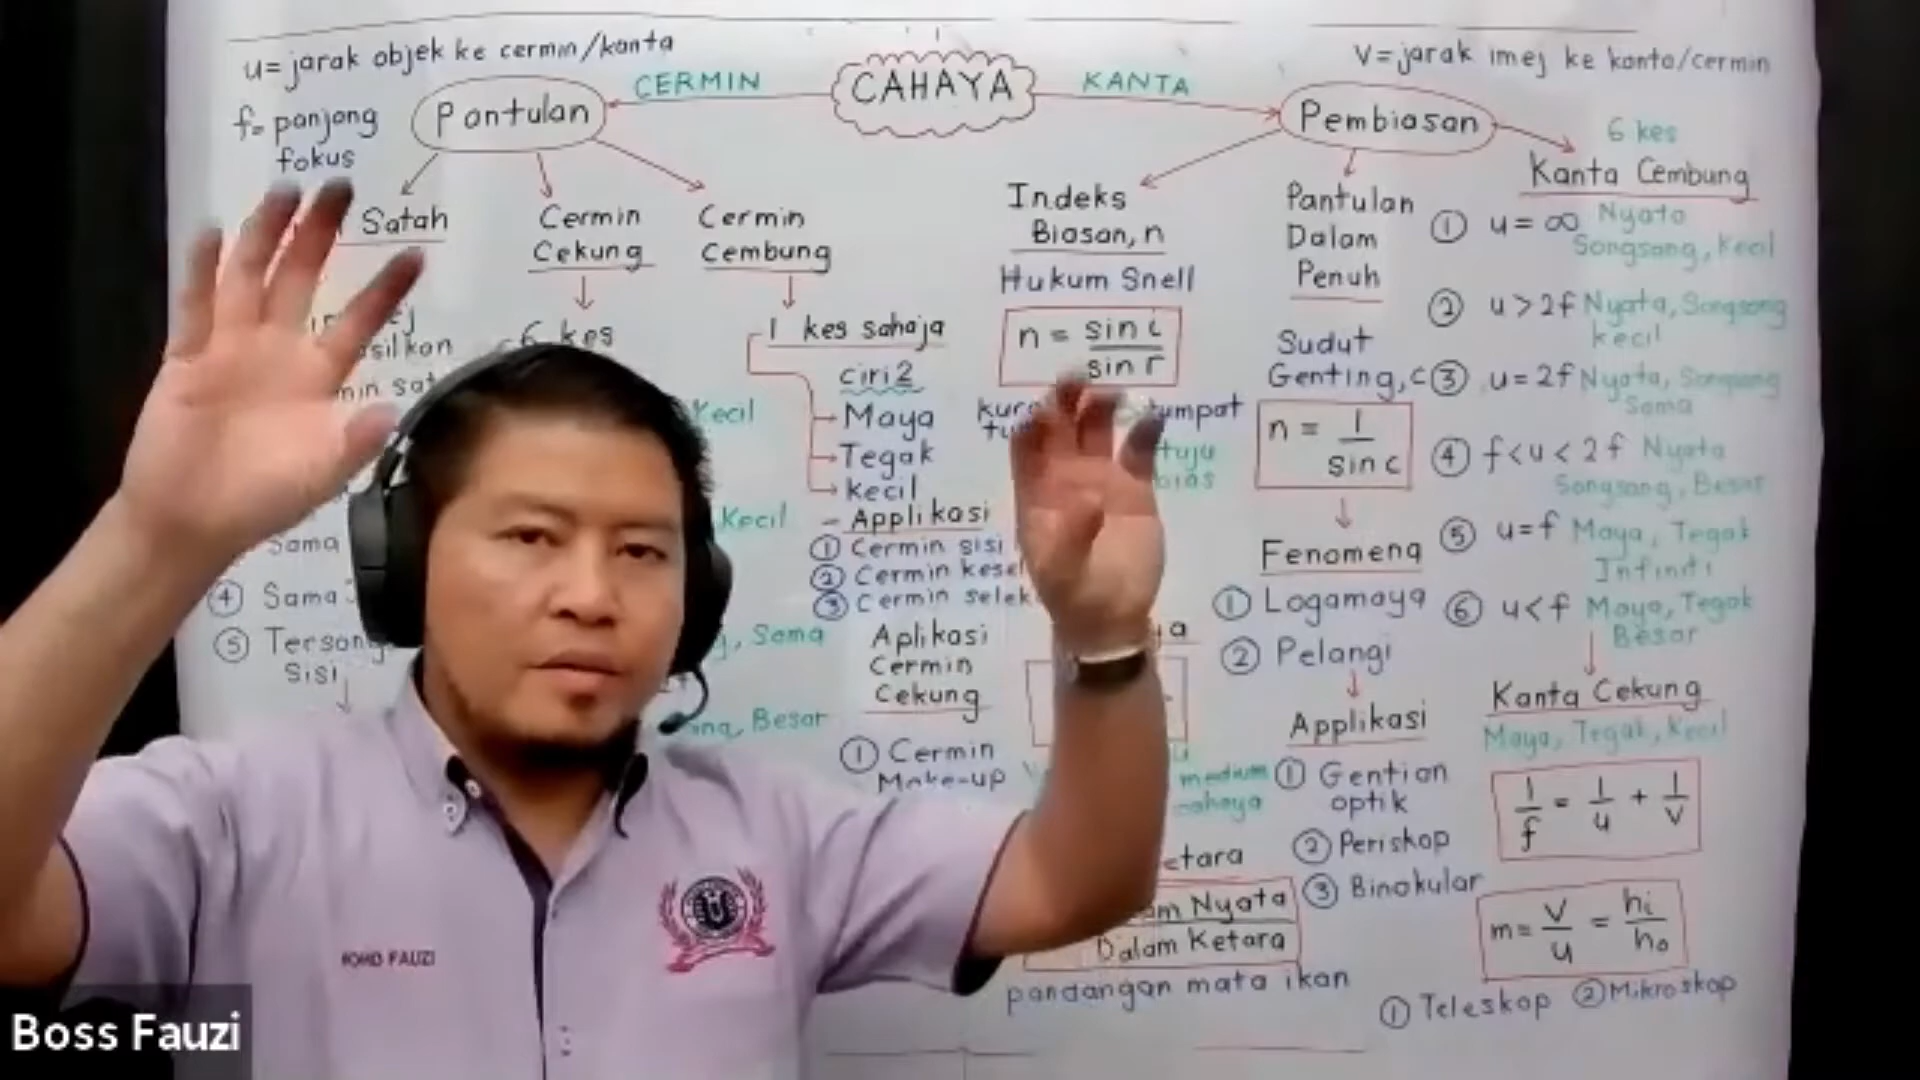 u= jarak objek ke cermin/kanta
f= panjang
fokus
Pantulan
CERMIN
CAHAYA
KANTA
Pembiasan
v=jarak imej ke kanta/cermin
Satah
silkan
Sama
④ Sama
⑤
Sisi
Cermin
Cekung
6 kes
Kecil
Kecil
, Sama
, Besar
Cermin
Cembung
1 kes sahaja
ciri2
Maya
Tegak
kecil
- Applikasi
① Cermin sisi
② Cermin
③ Cermin
Aplikasi
Cermin
Cekung
① Cermin
Make-up
Indeks
Biasan, n
Hukum Snell
n = sin i
sin r
medium
cahaya
etara
Nyata
Dalam Ketara
pandangan mata ikan
Pantulan
Dalam
Penuh
Sudut
Genting, c
n = 1
sin c
Fenomena
① Logamaya
② Pelangi
Applikasi
① Gentian
optik
② Periskop
③ Binokular
6 kes
Kanta Cembung
① u = ∞ Nyata
Songsang, Kecil
② u > 2f Nyata, Songsang
kecil
③ u = 2f Nyata, Songsang
Sama
④ f < u < 2f Nyata
Songsang, Besar
⑤ u = f Maya, Tegak
Infiniti
⑥ u < f Maya, Tegak
Besar
Kanta Cekung
Maya, Tegak, Kecil
1/f = 1/u + 1/v
m = v/u = hi/ho
① Teleskop ② Mikroskop
MOHD FAUZI
Boss Fauzi